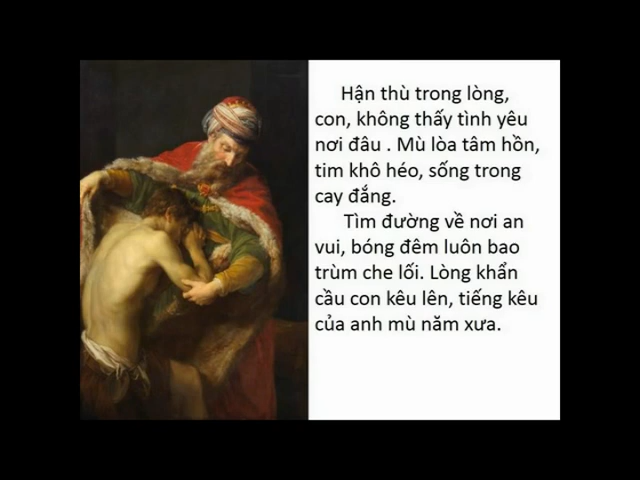 Hận thù trong lòng,
con, không thấy tình yêu
nơi đâu . Mù lòa tâm hồn,
tim khô héo, sống trong
cay đắng.
Tìm đường về nơi an
vui, bóng đêm luôn bao
trùm che lối. Lòng khẩn
cầu con kêu lên, tiếng kêu
của anh mù năm xưa.